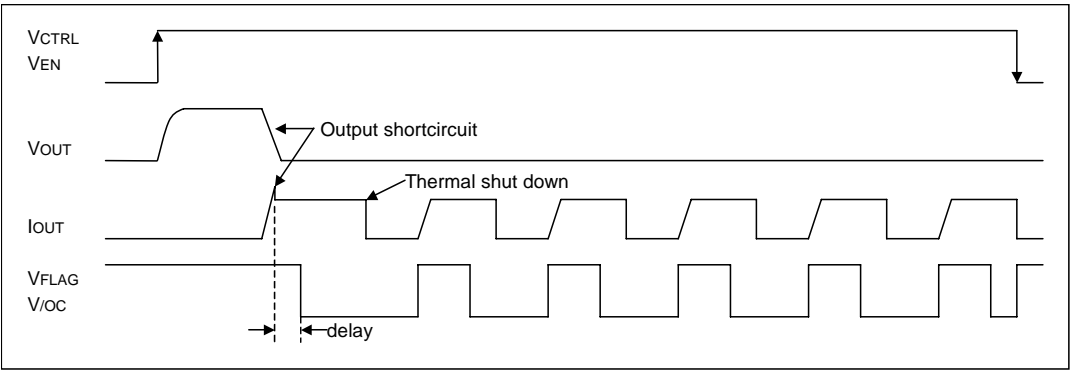 VCTRL
VEN
VOUT
Output shortcircuit
Thermal shut down
IOUT
VFLAG
V/OC
delay